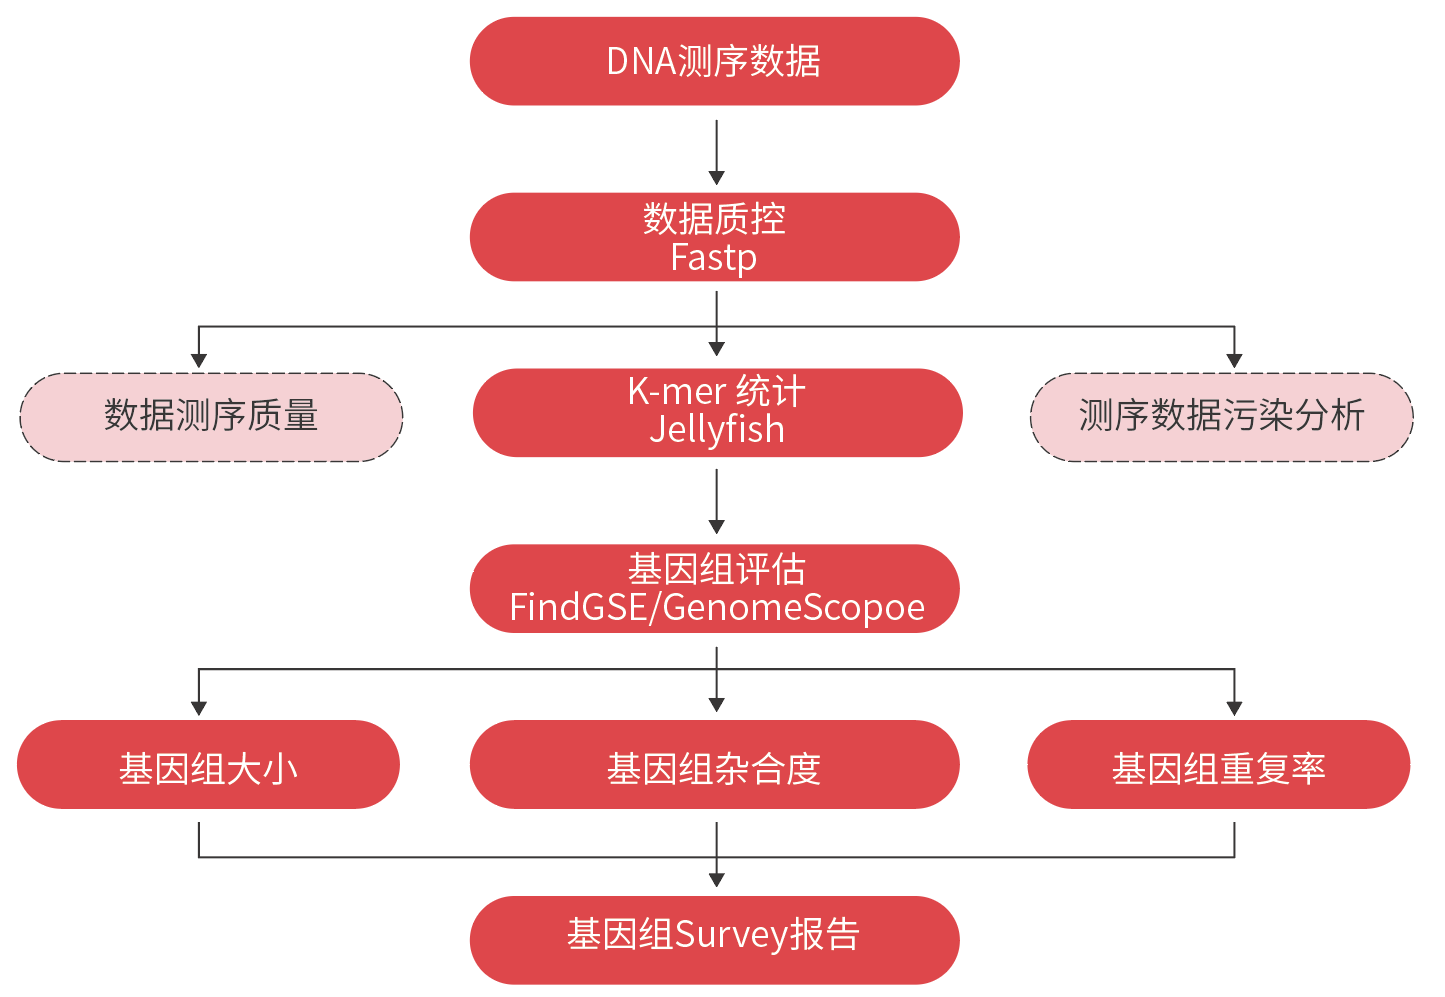 DNA测序数据
数据质控
Fastp
数据测序质量
K-mer 统计
Jellyfish
测序数据污染分析
基因组评估
FindGSE/GenomeScopoe
基因组大小
基因组杂合度
基因组重复率
基因组Survey报告